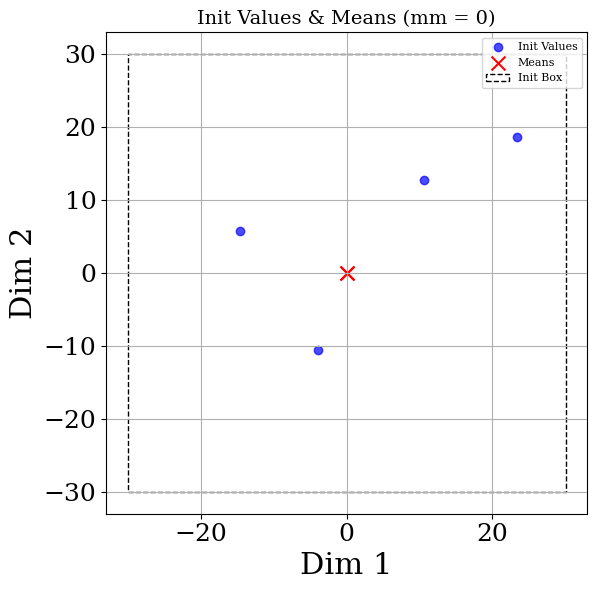 Init Values & Means (mm = 0)
Init Values
Means
Init Box
30
20
10
0
−10
−20
−30
Dim 2
−20
0
20
Dim 1